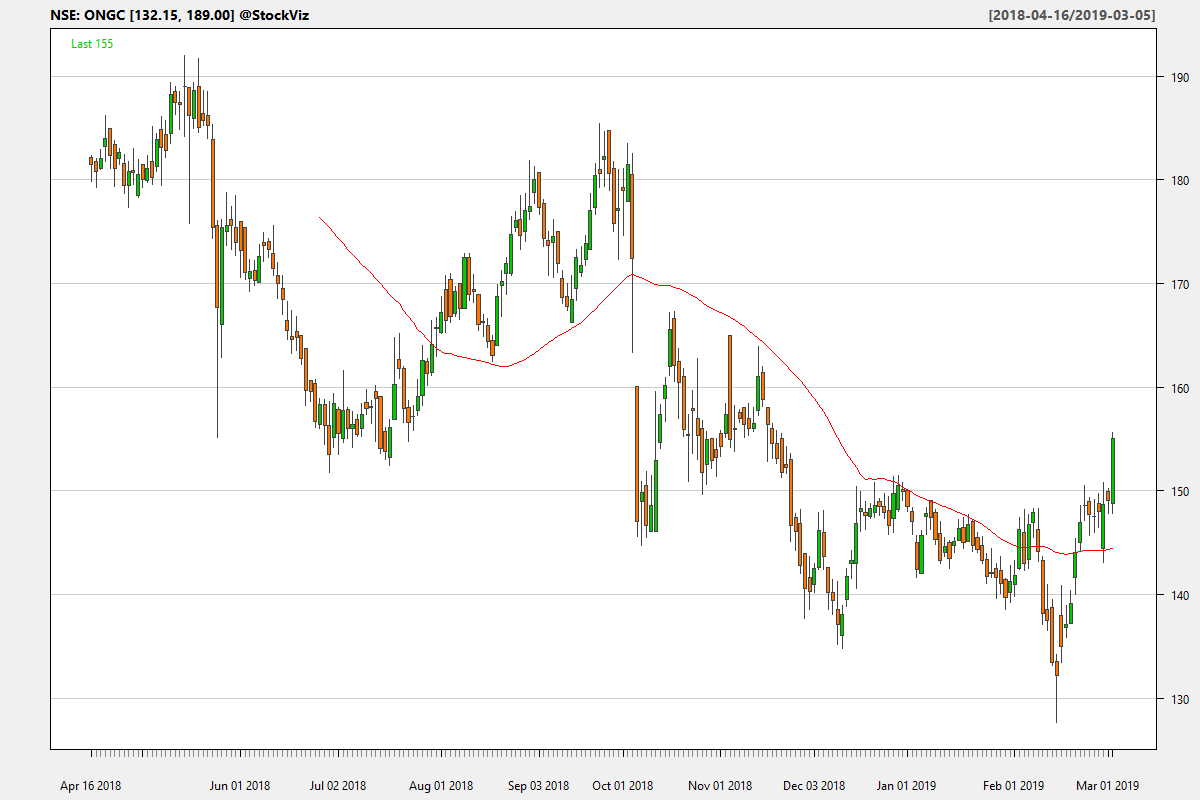 NSE: ONGC [132.15, 189.00] @StockViz [2018-04-16/2019-03-05]
Last 155
190
180
170
160
150
140
130
Apr 16 2018 Jun 01 2018 Jul 02 2018 Aug 01 2018 Sep 03 2018 Oct 01 2018 Nov 01 2018 Dec 03 2018 Jan 01 2019 Feb 01 2019 Mar 01 2019